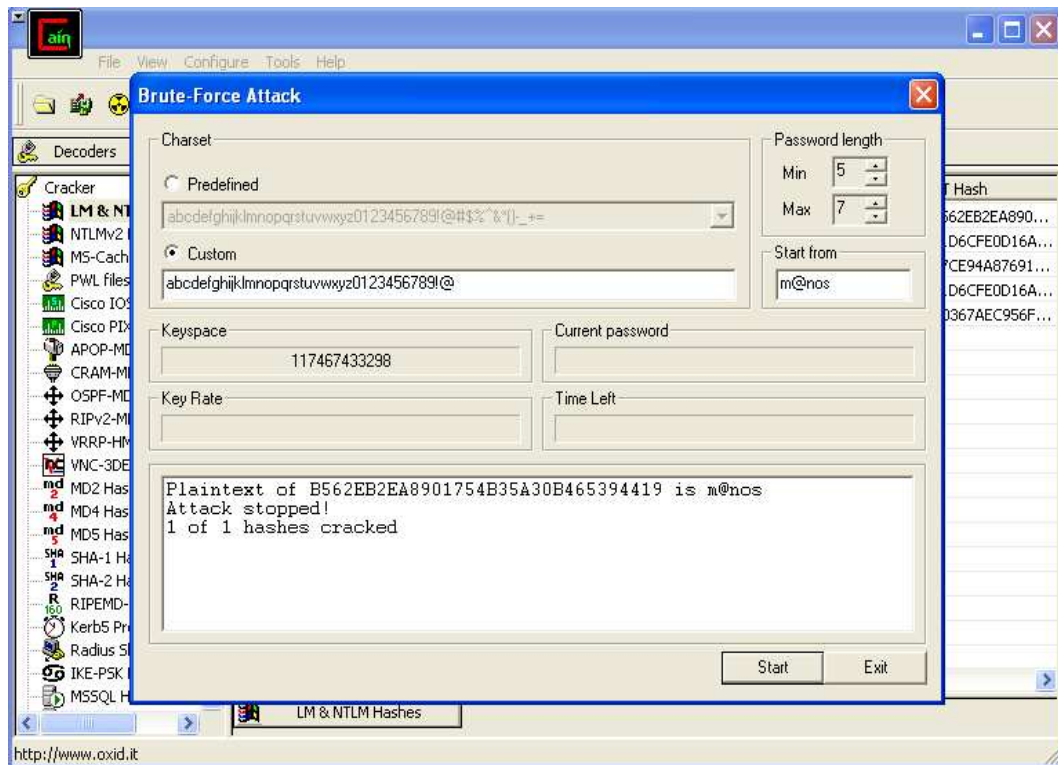 Cain
File View Configure Tools Help
Brute-Force Attack
Decoders
Cracker
LM & NT
NTLMv2
MS-Cach
PWL files
Cisco IOS
Cisco PIX
APOP-MD
CRAM-M
OSPF-MD
RIPv2-M
VRRP-HM
VNC-3DE
MD2 Has
MD4 Has
MD5 Has
SHA-1 Ha
SHA-2 Ha
RIPEMD-
Kerb5 Pr
Radius S
IKE-PSK
MSSQL H
Charset
Predefined
abcdefghijklmnopqrstuvwxyz0123456789!@#$%^&*()-_+=
Custom
abcdefghijklmnopqrstuvwxyz0123456789!@
Password length
Min 5
Max 7
Start from
m@nos
Keyspace
117467433298
Current password
Key Rate
Time Left
Plaintext of B562EB2EA8901754B35A30B465394419 is m@nos
Attack stopped!
1 of 1 hashes cracked
Start Exit
T Hash
562EB2EA890...
D6CFE0D16A...
7CE94A87691...
D6CFE0D16A...
0367AEC956F...
LM & NTLM Hashes
http://www.oxid.it